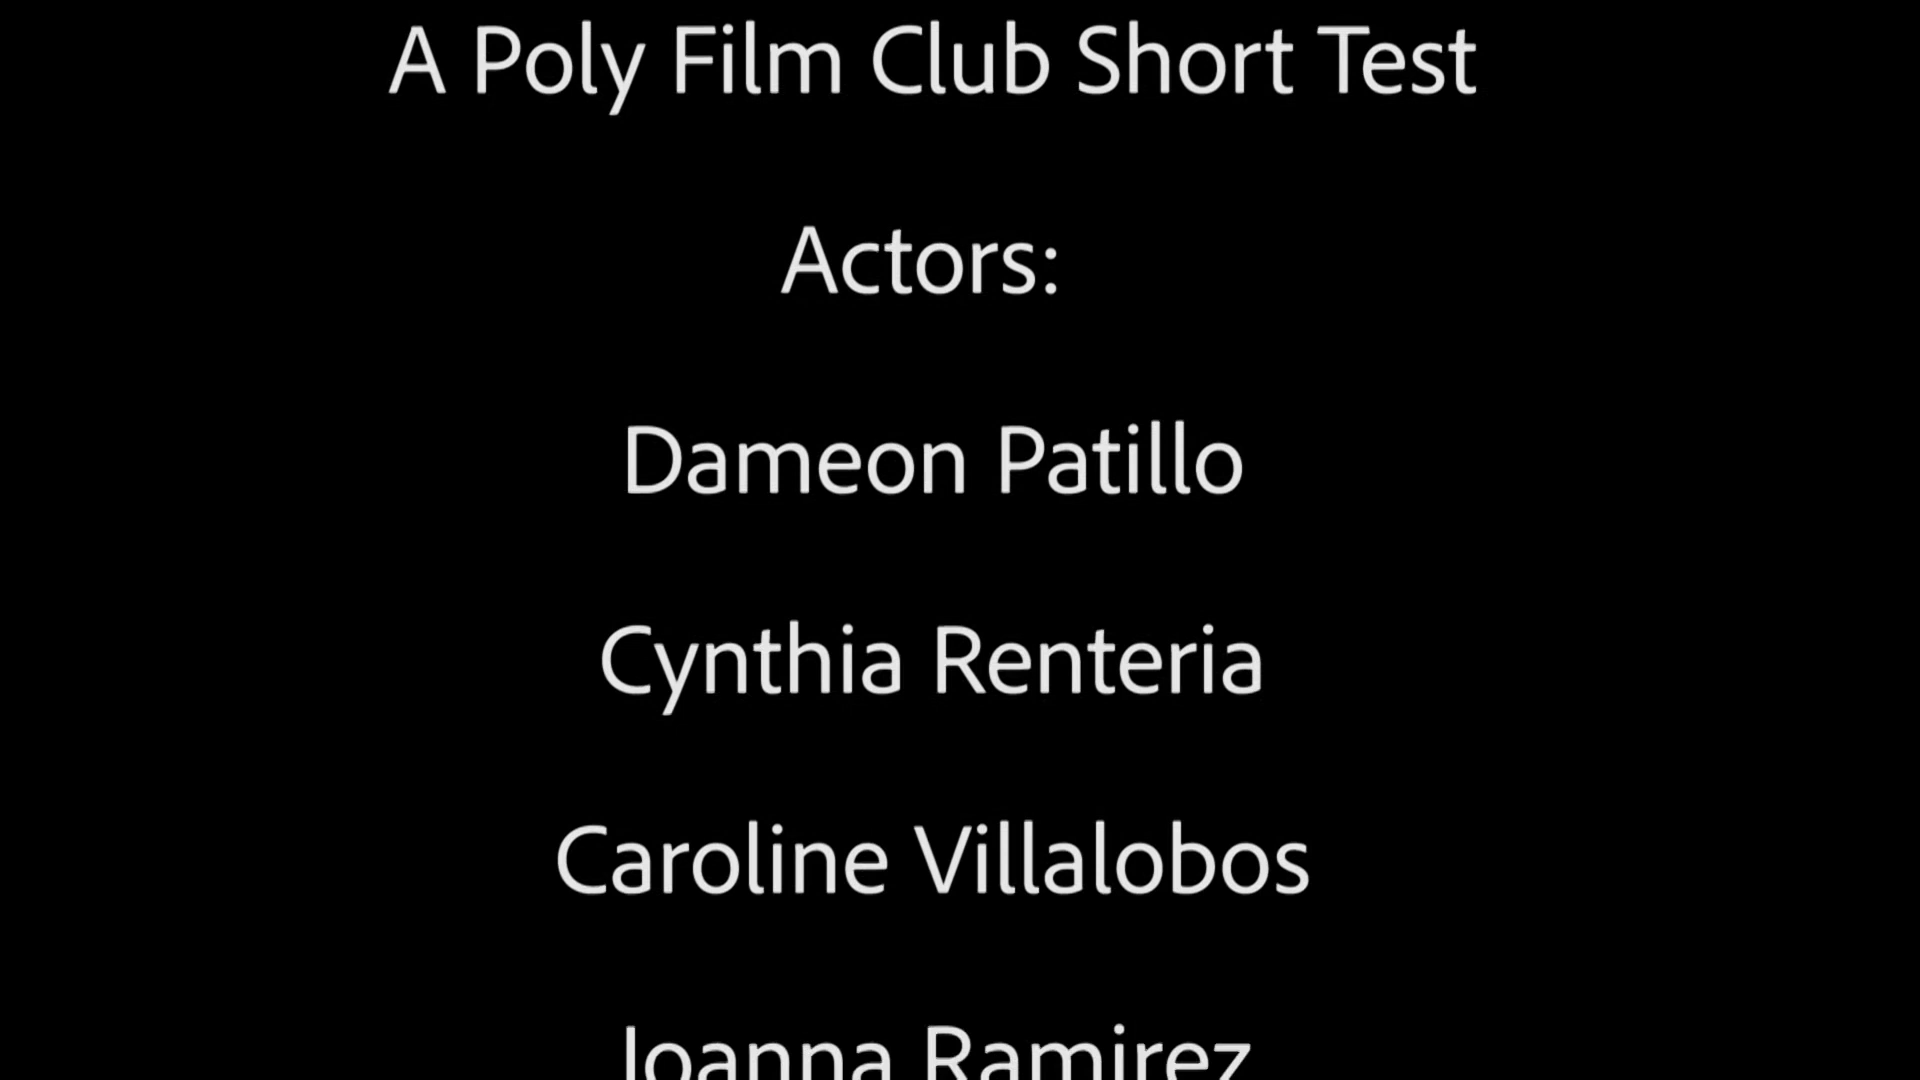 A Poly Film Club Short Test
Actors:
Dameon Patillo
Cynthia Renteria
Caroline Villalobos
Joanna Ramirez